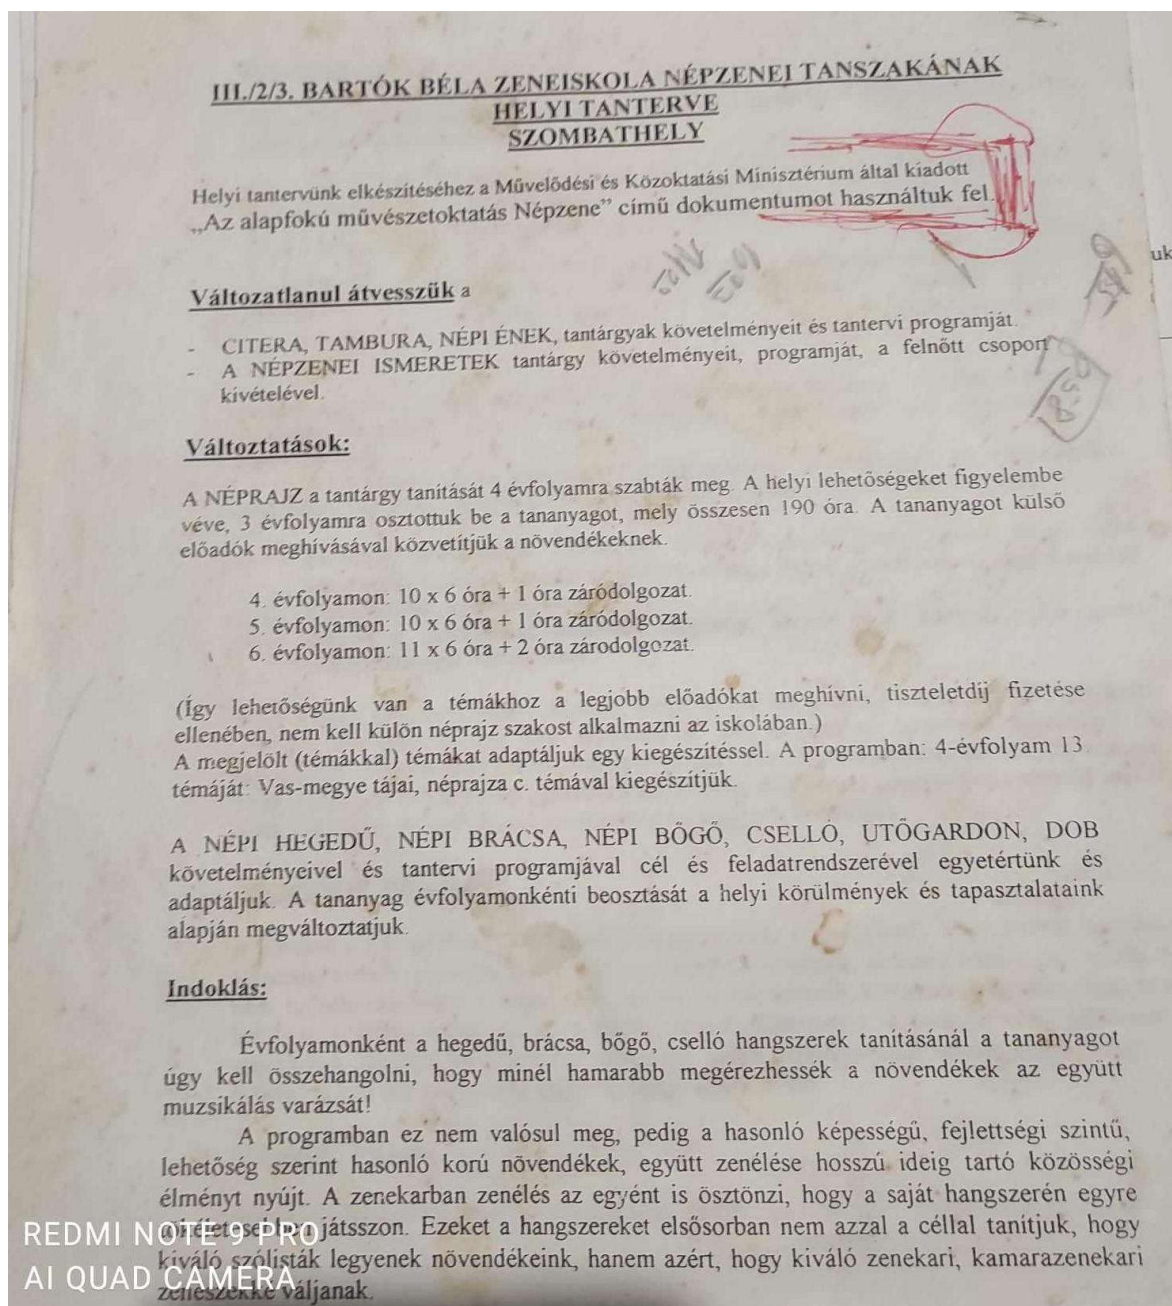 III./2/3. BARTÓK BÉLA ZENEISKOLA NÉPZENEI TANSZAKÁNAK
HELYI TANTERVE
SZOMBATHELY
Helyi tantervünk elkészítéséhez a Művelődési és Közoktatási Minisztérium által kiadott
„Az alapfokú művészetoktatás Népzene” című dokumentumot használtuk fel.
uk
Változatlanul átvesszük a
- CITERA, TAMBURA, NÉPI ÉNEK, tantárgyak követelményeit és tantervi programját.
- A NÉPZENEI ISMERETEK tantárgy követelményeit, programját, a felnőtt csoport
kivételével.
Változtatások:
A NÉPRAJZ a tantárgy tanítását 4 évfolyamra szabták meg. A helyi lehetőségeket figyelembe
véve, 3 évfolyamra osztottuk be a tananyagot, mely összesen 190 óra. A tananyagot külső
előadók meghívásával közvetítjük a növendékeknek.
4. évfolyamon: 10 x 6 óra + 1 óra záródolgozat.
5. évfolyamon: 10 x 6 óra + 1 óra záródolgozat.
6. évfolyamon: 11 x 6 óra + 2 óra zárodolgozat.
(Így lehetőségünk van a témákhoz a legjobb előadókat meghívni, tiszteletdíj fizetése
ellenében, nem kell külön néprajz szakost alkalmazni az iskolában.)
A megjelölt (témákkal) témákat adaptáljuk egy kiegészítéssel. A programban: 4-évfolyam 13.
témáját: Vas-megye tájai, néprajza c. témával kiegészítjük.
A NÉPI HEGEDŰ, NÉPI BRÁCSA, NÉPI BŐGŐ, CSELLÓ, UTŐGARDON, DOB
követelményeivel és tantervi programjával cél és feladatrendszerével egyetértünk és
adaptáljuk. A tananyag évfolyamonkénti beosztását a helyi körülmények és tapasztalataink
alapján megváltoztatjuk.
Indoklás:
Évfolyamonként a hegedű, brácsa, bőgő, cselló hangszerek tanításánál a tananyagot
úgy kell összehangolni, hogy minél hamarabb megérezhessék a növendékek az együtt
muzsikálás varázsát!
A programban ez nem valósul meg, pedig a hasonló képességű, fejlettségi szintű,
lehetőség szerint hasonló korú növendékek, együtt zenélése hosszú ideig tartó közösségi
élményt nyújt. A zenekarban zenélés az egyént is ösztönzi, hogy a saját hangszerén egyre
játsszon. Ezeket a hangszereket elsősorban nem azzal a céllal tanítjuk, hogy
kiváló szólisták legyenek növendékeink, hanem azért, hogy kiváló zenekari, kamarazenekari
zenészekké váljanak.
REDMI NOTE 9 PRO
AI QUAD CAMERA